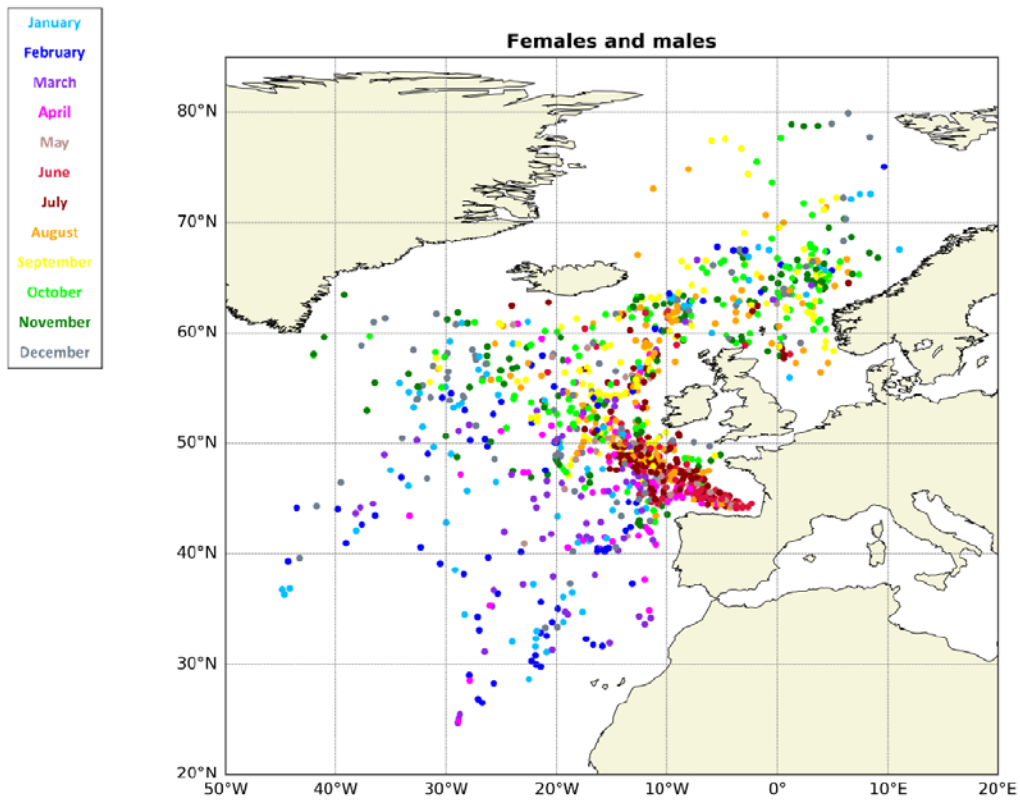 January
February
March
April
May
June
July
August
September
October
November
December
Females and males
80°N
70°N
60°N
50°N
40°N
30°N
20°N
50°W 40°W 30°W 20°W 10°W 0° 10°E 20°E